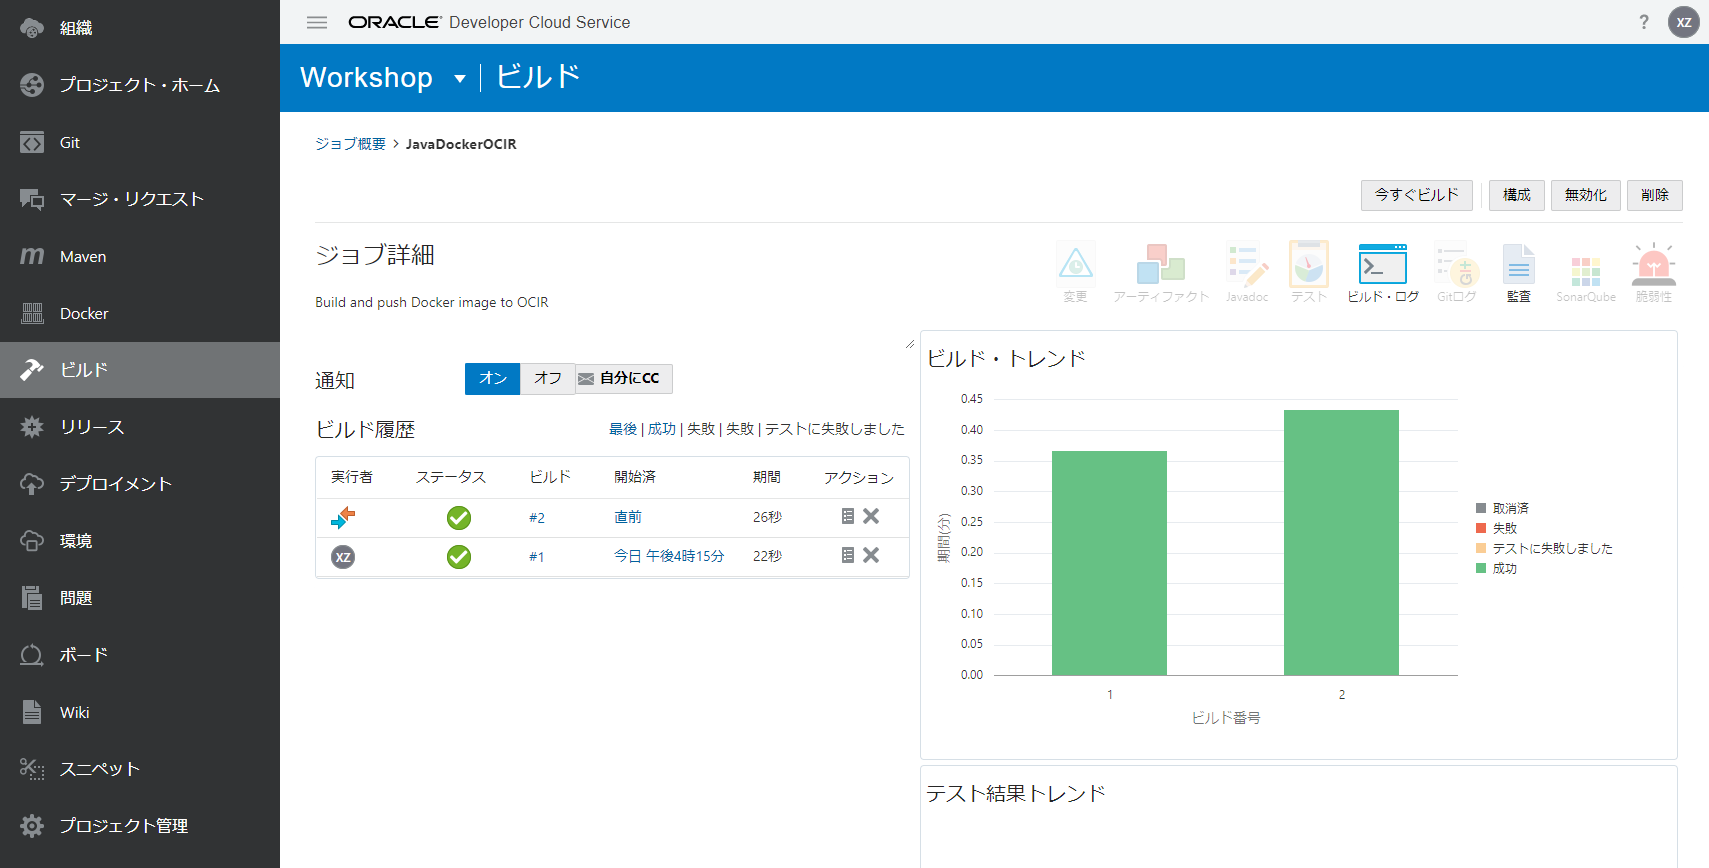 組織
プロジェクト・ホーム
Git
マージ・リクエスト
Maven
Docker
ビルド
リリース
デプロイメント
環境
問題
ボード
Wiki
スニペット
プロジェクト管理
ORACLE Developer Cloud Service
? XZ
Workshop ビルド
ジョブ概要 > JavaDockerOCIR
今すぐビルド 構成 無効化 削除
ジョブ詳細
Build and push Docker image to OCIR
変更 アーティファクト Javadoc テスト ビルド・ログ Gitログ 監査 SonarQube 脆弱性
通知 オン オフ 自分にCC
ビルド履歴 最後 | 成功 | 失敗 | 失敗 | テストに失敗しました
実行者 ステータス ビルド 開始済 期間 アクション
#2 直前 26秒
XZ #1 今日 午後4時15分 22秒
ビルド・トレンド
期間(分)
0.45
0.40
0.35
0.30
0.25
0.20
0.15
0.10
0.05
0.00
1 2
ビルド番号
取消済
失敗
テストに失敗しました
成功
テスト結果トレンド